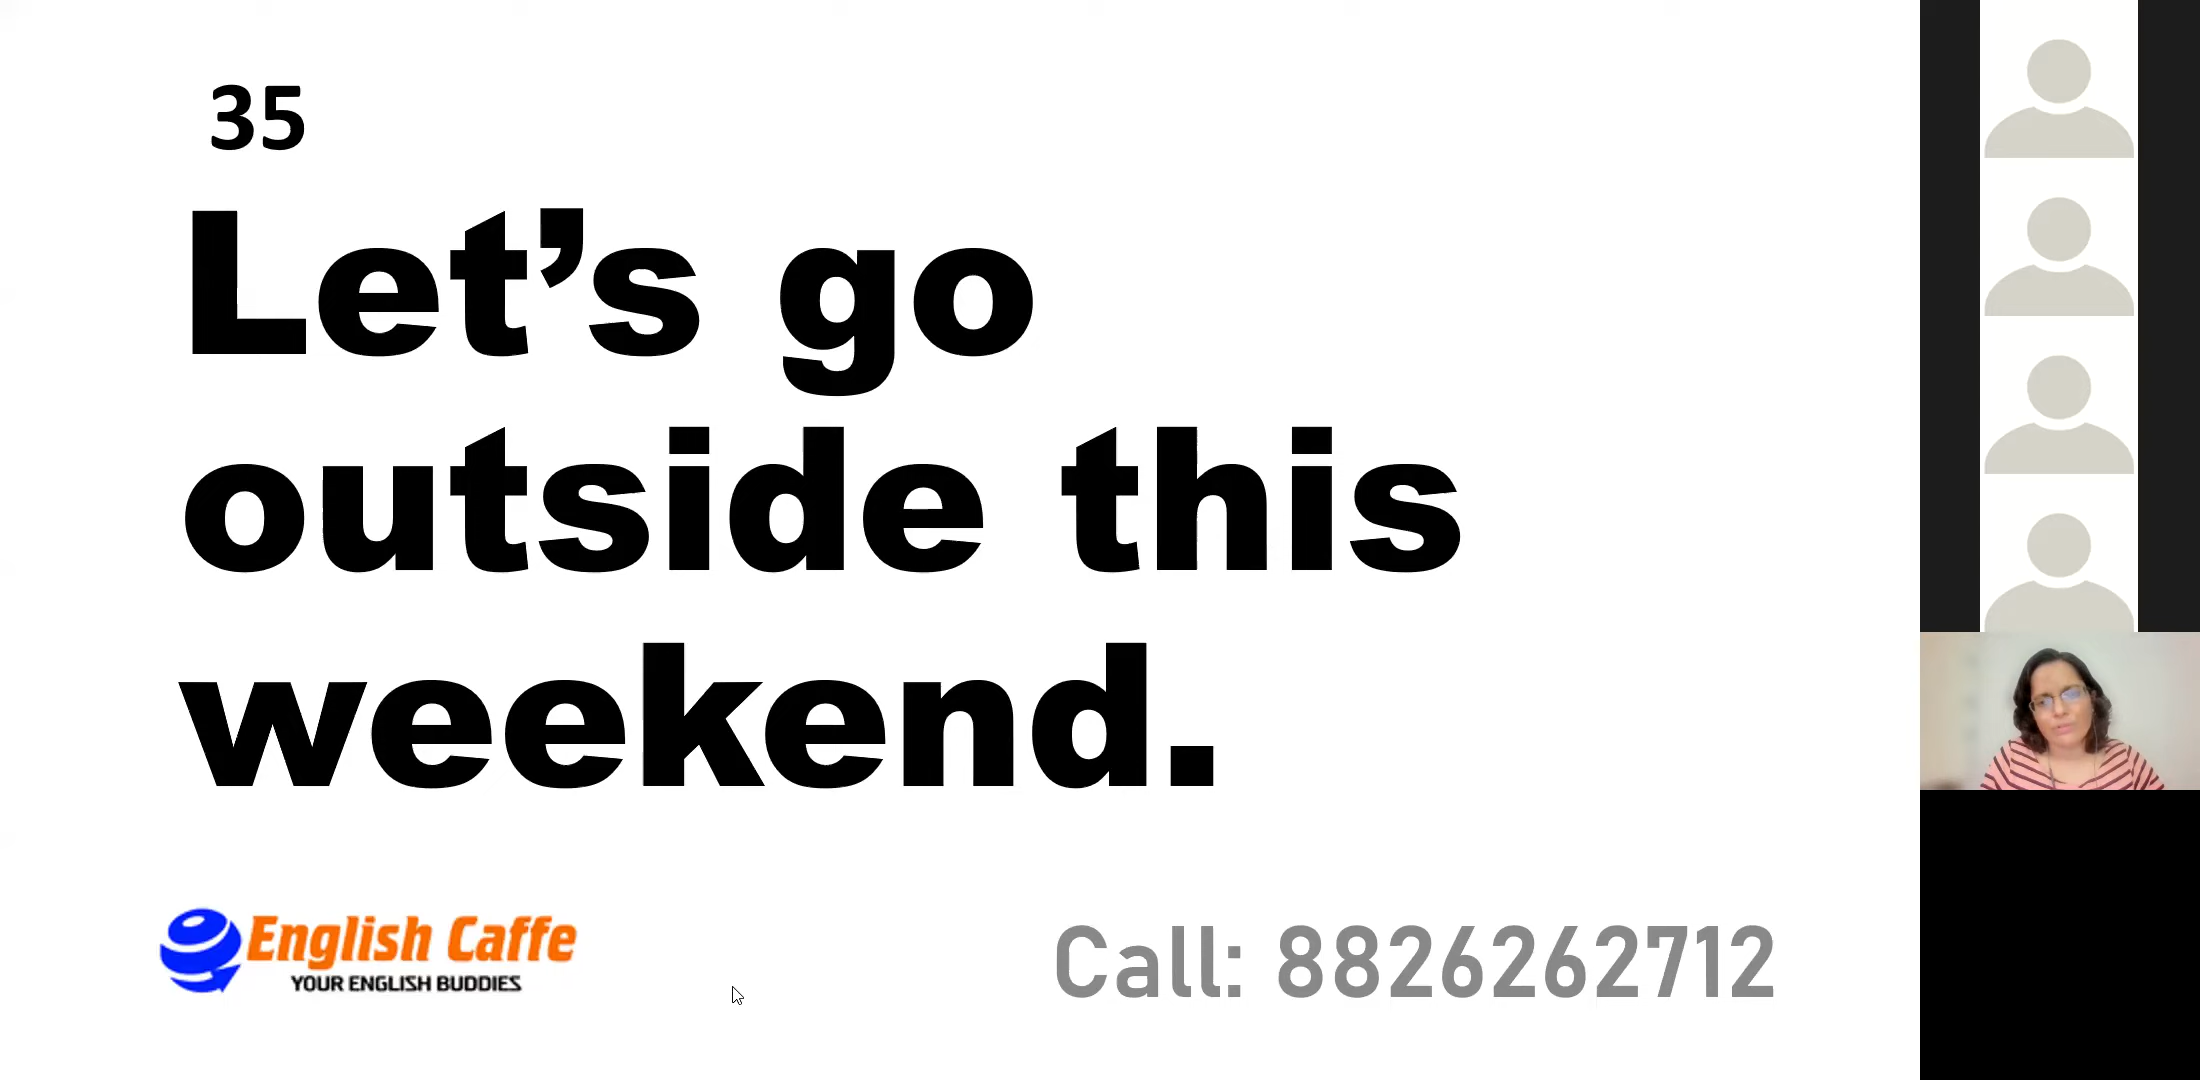 35
Let’s go
outside this
weekend.
English Caffe
YOUR ENGLISH BUDDIES
Call: 8826262712